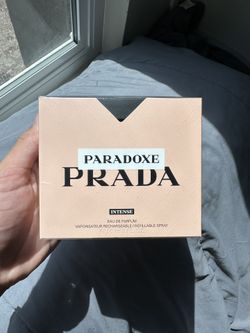 PARADOXE
PRADA
INTENSE
EAU DE PARFUM
VAPORISATEUR RECHARGEABLE / REFILLABLE SPRAY